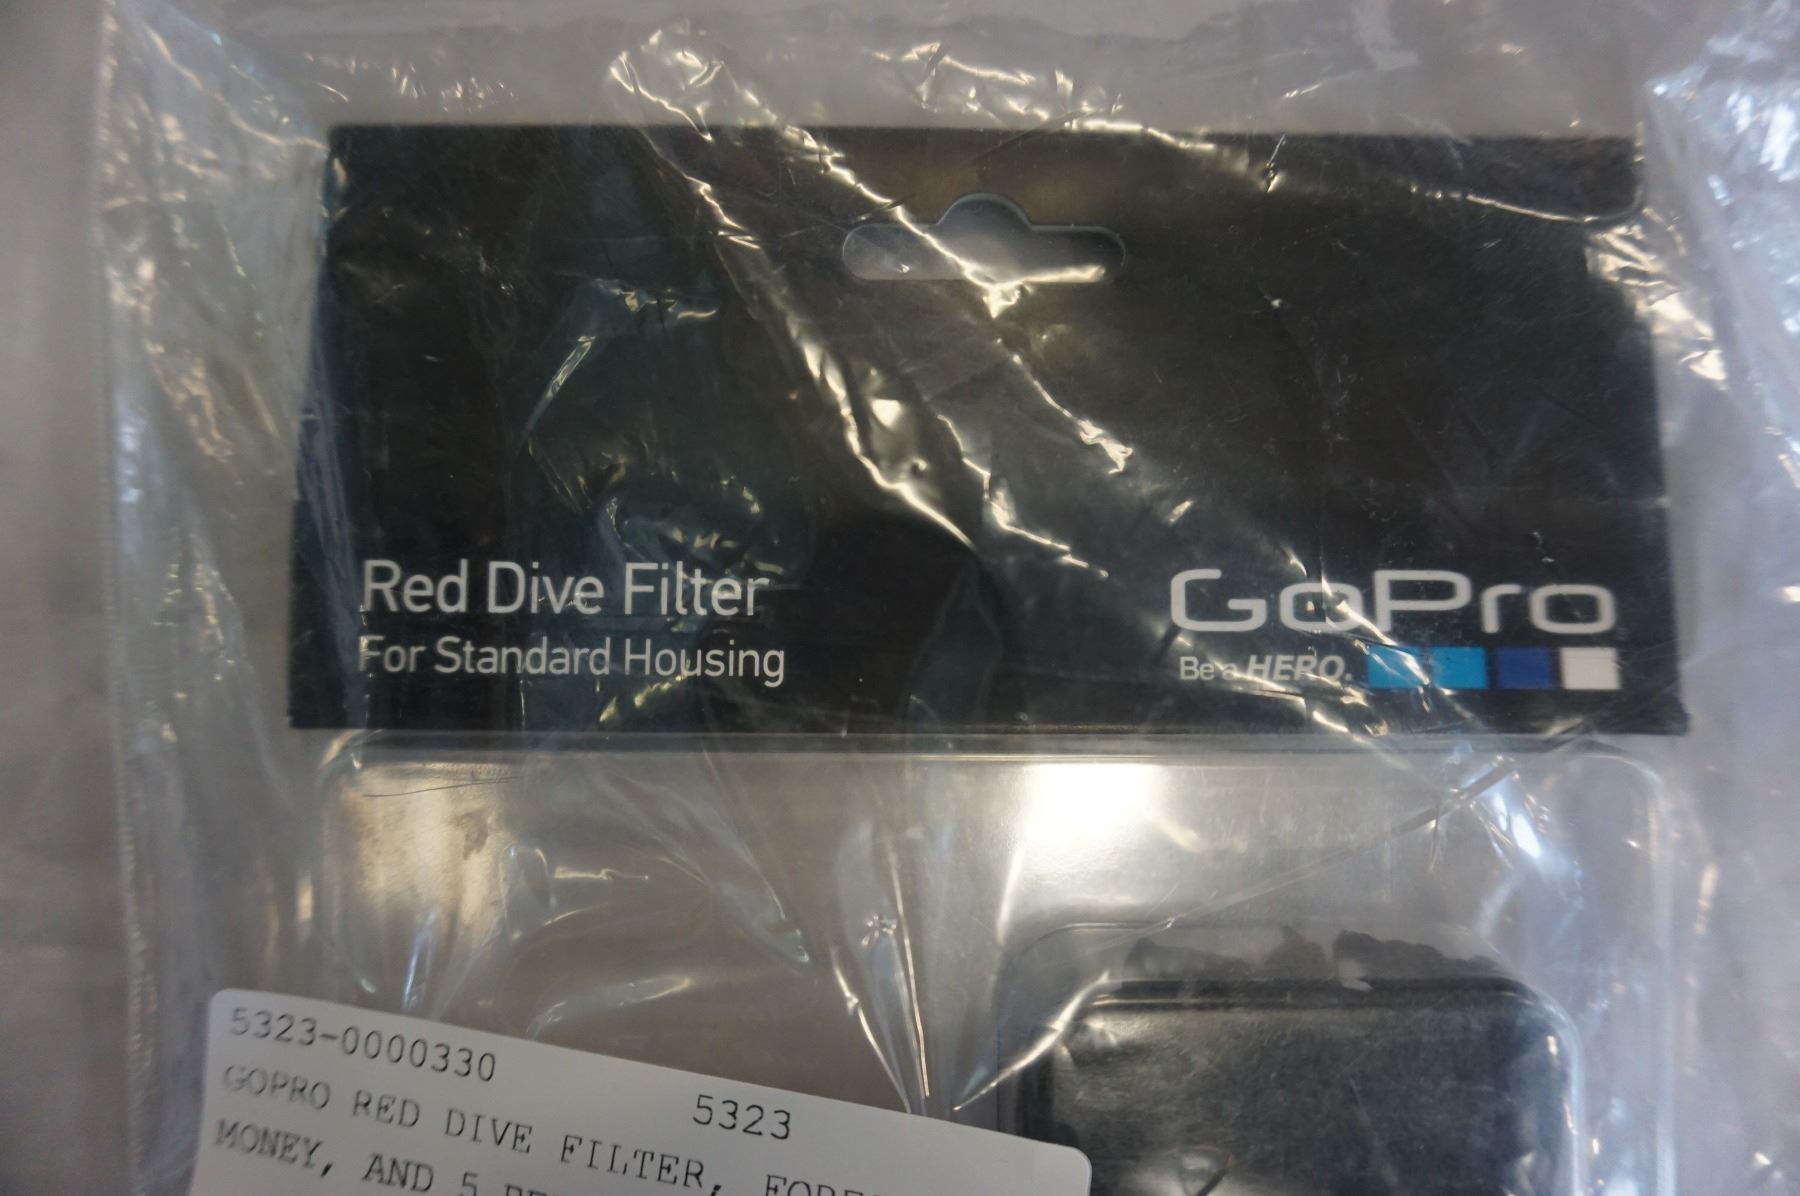 Red Dive Filter
For Standard Housing
GoPro
Be a HERO.
5323-0000330
5323
GOPRO RED DIVE FILTER,
MONEY, AND 5